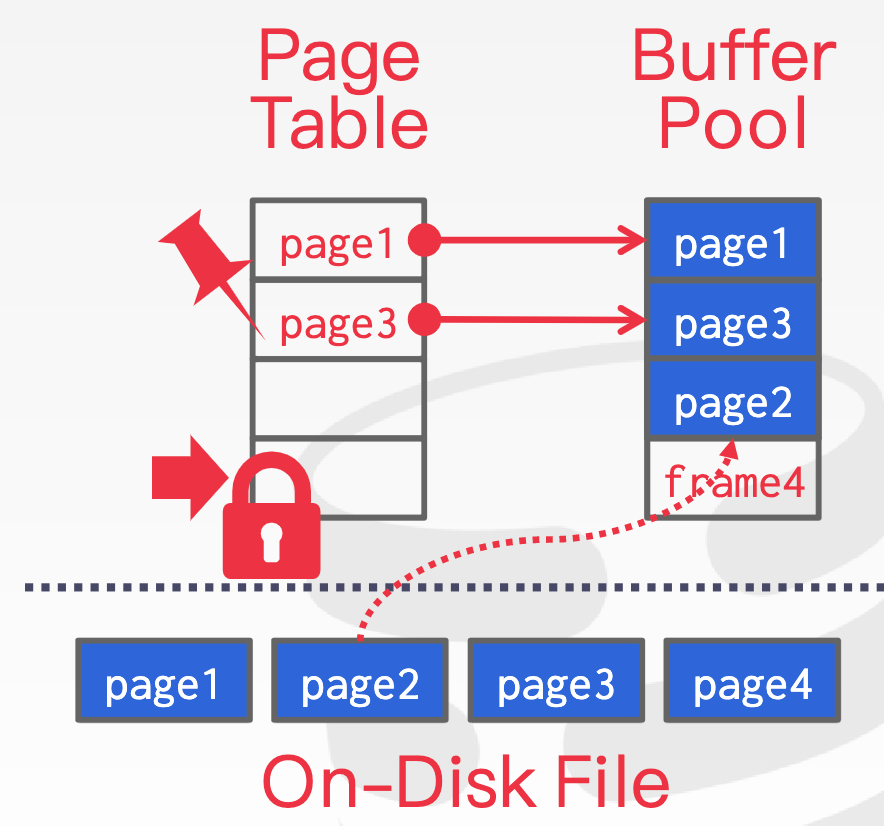 Page
Table
Buffer
Pool
page1
page3
page1
page3
page2
frame4
page1
page2
page3
page4
On-Disk File